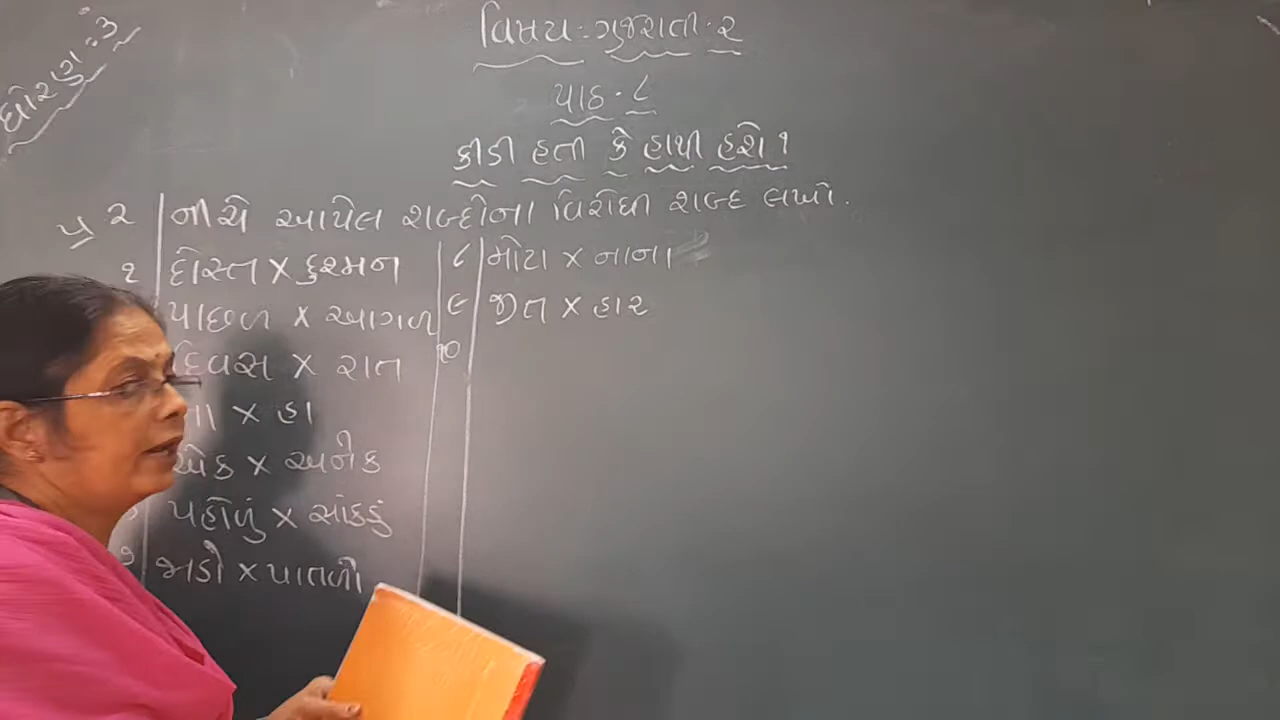 ધોરણ : ૩
વિષય : ગુજરાતી - ૨
પાઠ - ૮
કીડી હતી કે હાથી હશે ?
પ્ર ૨ નીચે આપેલ શબ્દોના વિરોધી શબ્દ લખો.
૧ દોસ્ત X દુશ્મન
પાછળ X આગળ
દિવસ X રાત
ના X હા
એક X અનેક
પહોળું X સાંકડું
૭ જાડો X પાતળો
૮ મોટા X નાના
૯ જીત X હાર
૧૦